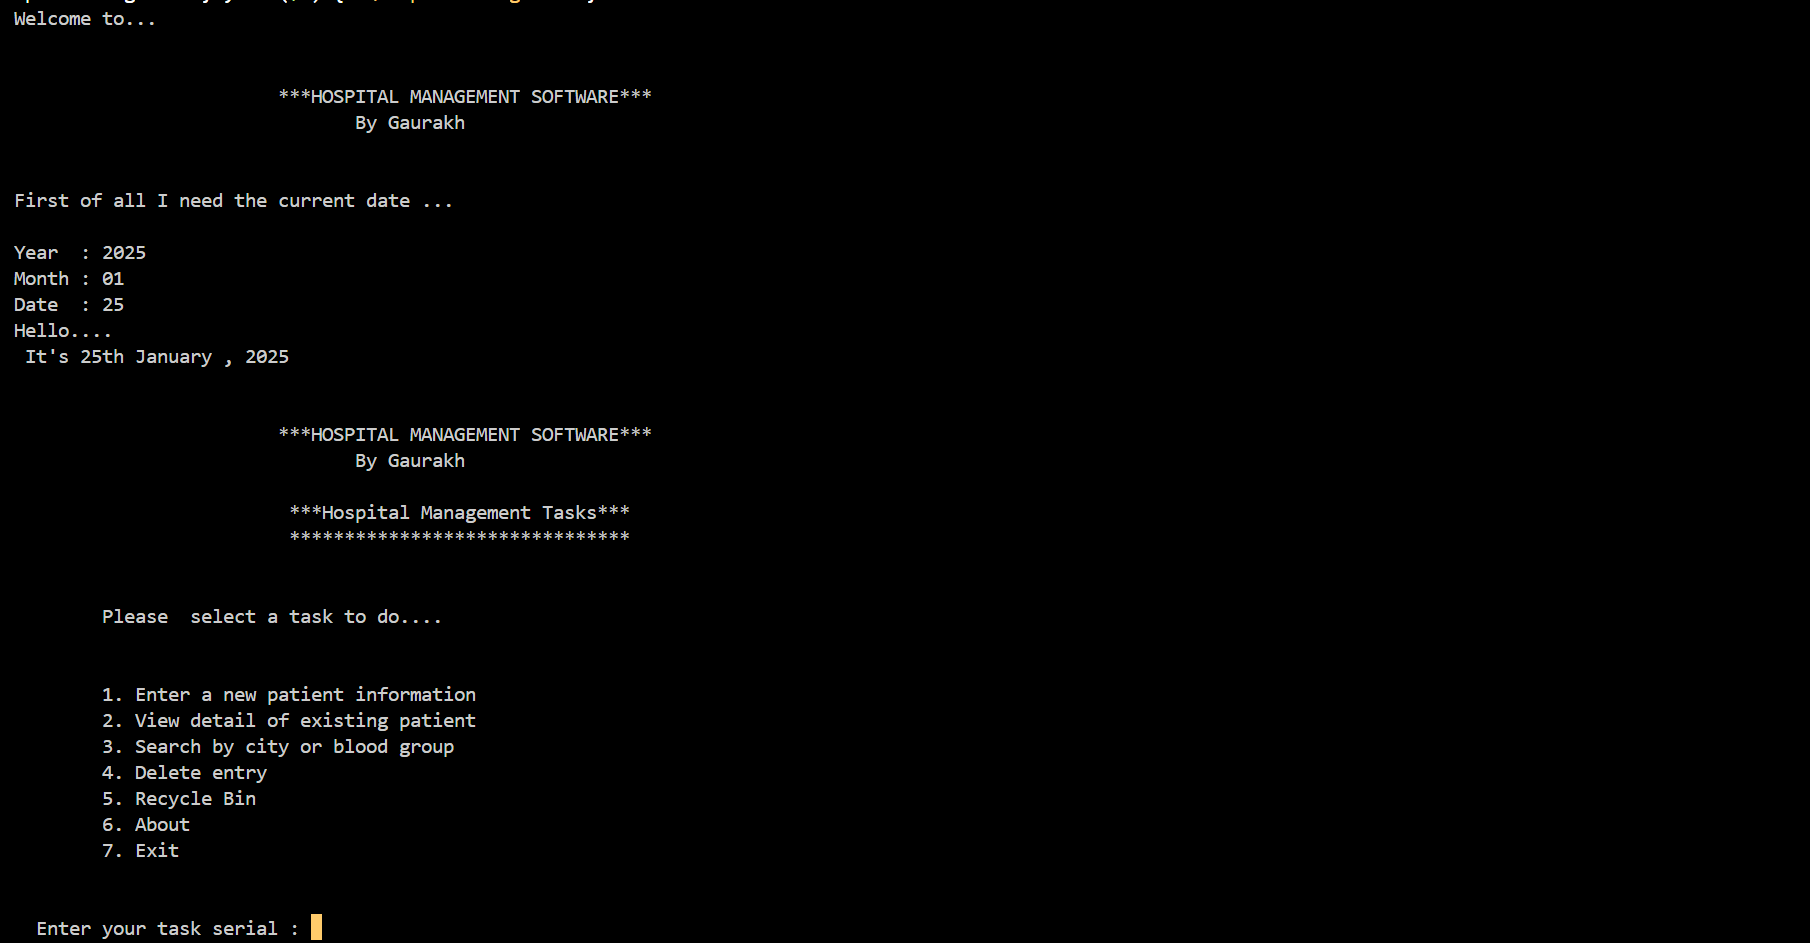 Welcome to...
***HOSPITAL MANAGEMENT SOFTWARE***
By Gaurakh
First of all I need the current date ...
Year  : 2025
Month : 01
Date  : 25
Hello....
It's 25th January , 2025
***HOSPITAL MANAGEMENT SOFTWARE***
By Gaurakh
***Hospital Management Tasks***
*******************************
Please  select a task to do....
1. Enter a new patient information
2. View detail of existing patient
3. Search by city or blood group
4. Delete entry
5. Recycle Bin
6. About
7. Exit
Enter your task serial :